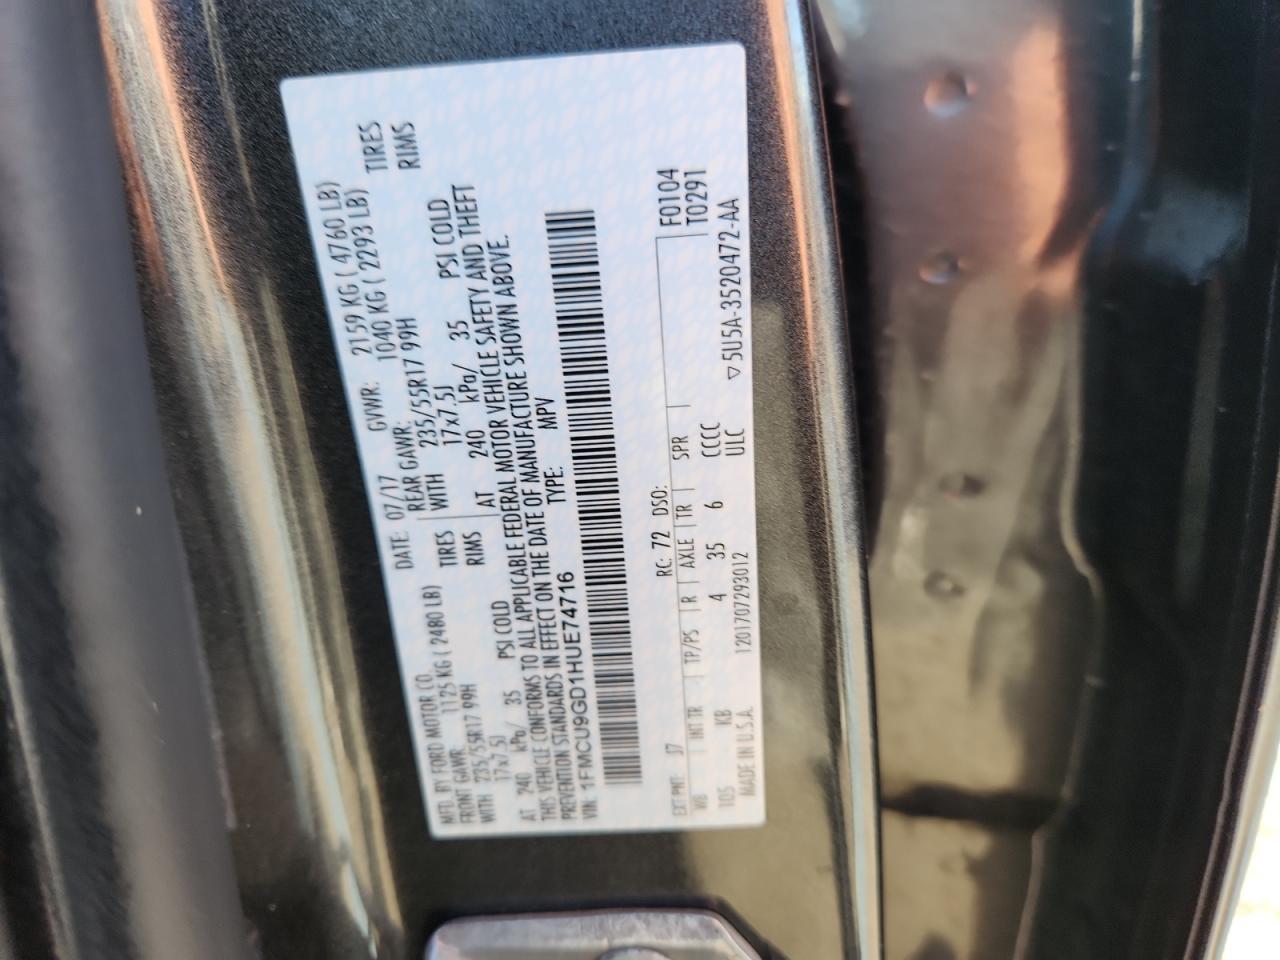 MFD. BY FORD MOTOR CO. DATE: 07/17 GVWR: 2159 KG ( 4760 LB)
FRONT GAWR: 1125 KG ( 2480 LB) REAR GAWR: 1040 KG ( 2293 LB)
WITH 235/55R17 99H TIRES WITH 235/55R17 99H TIRES
17x7.5J RIMS 17x7.5J RIMS
AT 240 kPa/ 35 PSI COLD AT 240 kPa/ 35 PSI COLD
THIS VEHICLE CONFORMS TO ALL APPLICABLE FEDERAL MOTOR VEHICLE SAFETY AND THEFT
PREVENTION STANDARDS IN EFFECT ON THE DATE OF MANUFACTURE SHOWN ABOVE.
VIN: 1FMCU9GD1HUE74716 TYPE: MPV
F0104
T0291
EXT PNT: J7 RC: 72 DSO:
WB INT TR TP/PS R AXLE TR SPR
105 KB 4 35 6 CCCC
ULC
MADE IN U.S.A. 1201707293012 ▽5U5A-3520472-AA